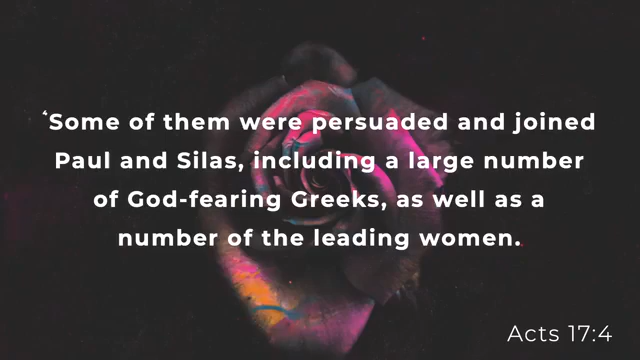 ⁴Some of them were persuaded and joined
Paul and Silas, including a large number
of God-fearing Greeks, as well as a
number of the leading women.
Acts 17:4